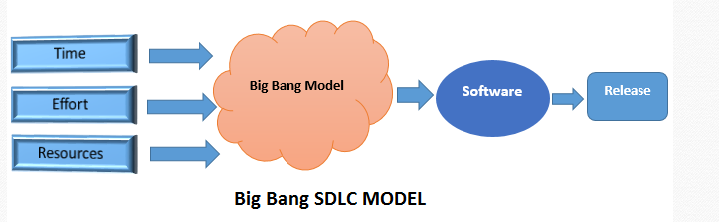 Time
Effort
Resources
Big Bang Model
Software
Release
Big Bang SDLC MODEL